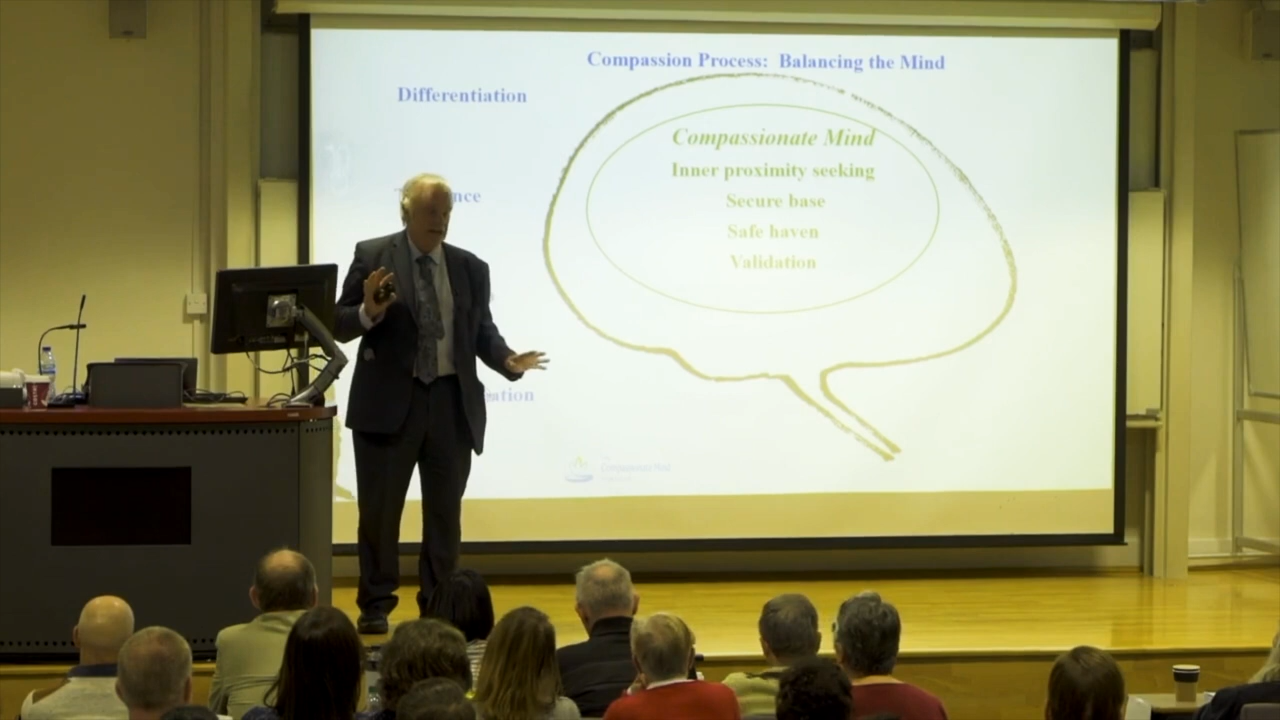 Compassion Process: Balancing the Mind
Differentiation
Compassionate Mind
Inner proximity seeking
Secure base
Safe haven
Validation